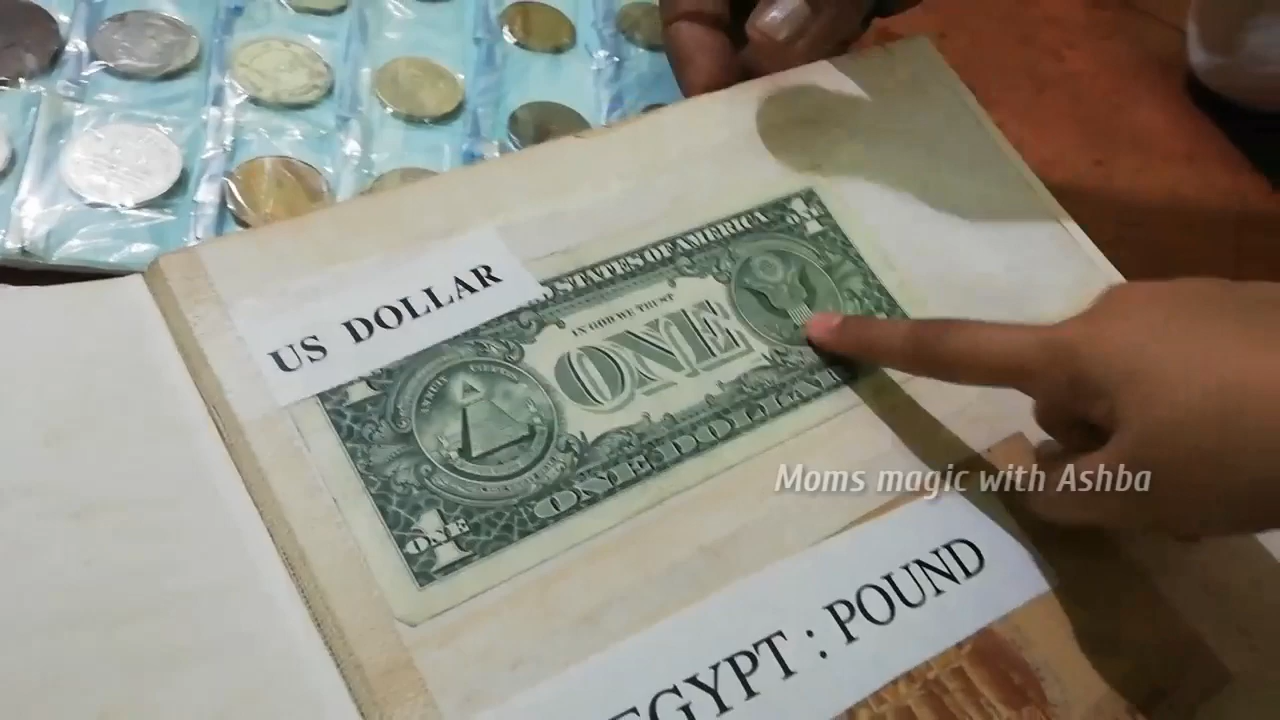 US DOLLAR
STATES OF AMERICA
IN GOD WE TRUST
ONE
ONE DOLLAR
ONE
1
Moms magic with Ashba
EGYPT : POUND